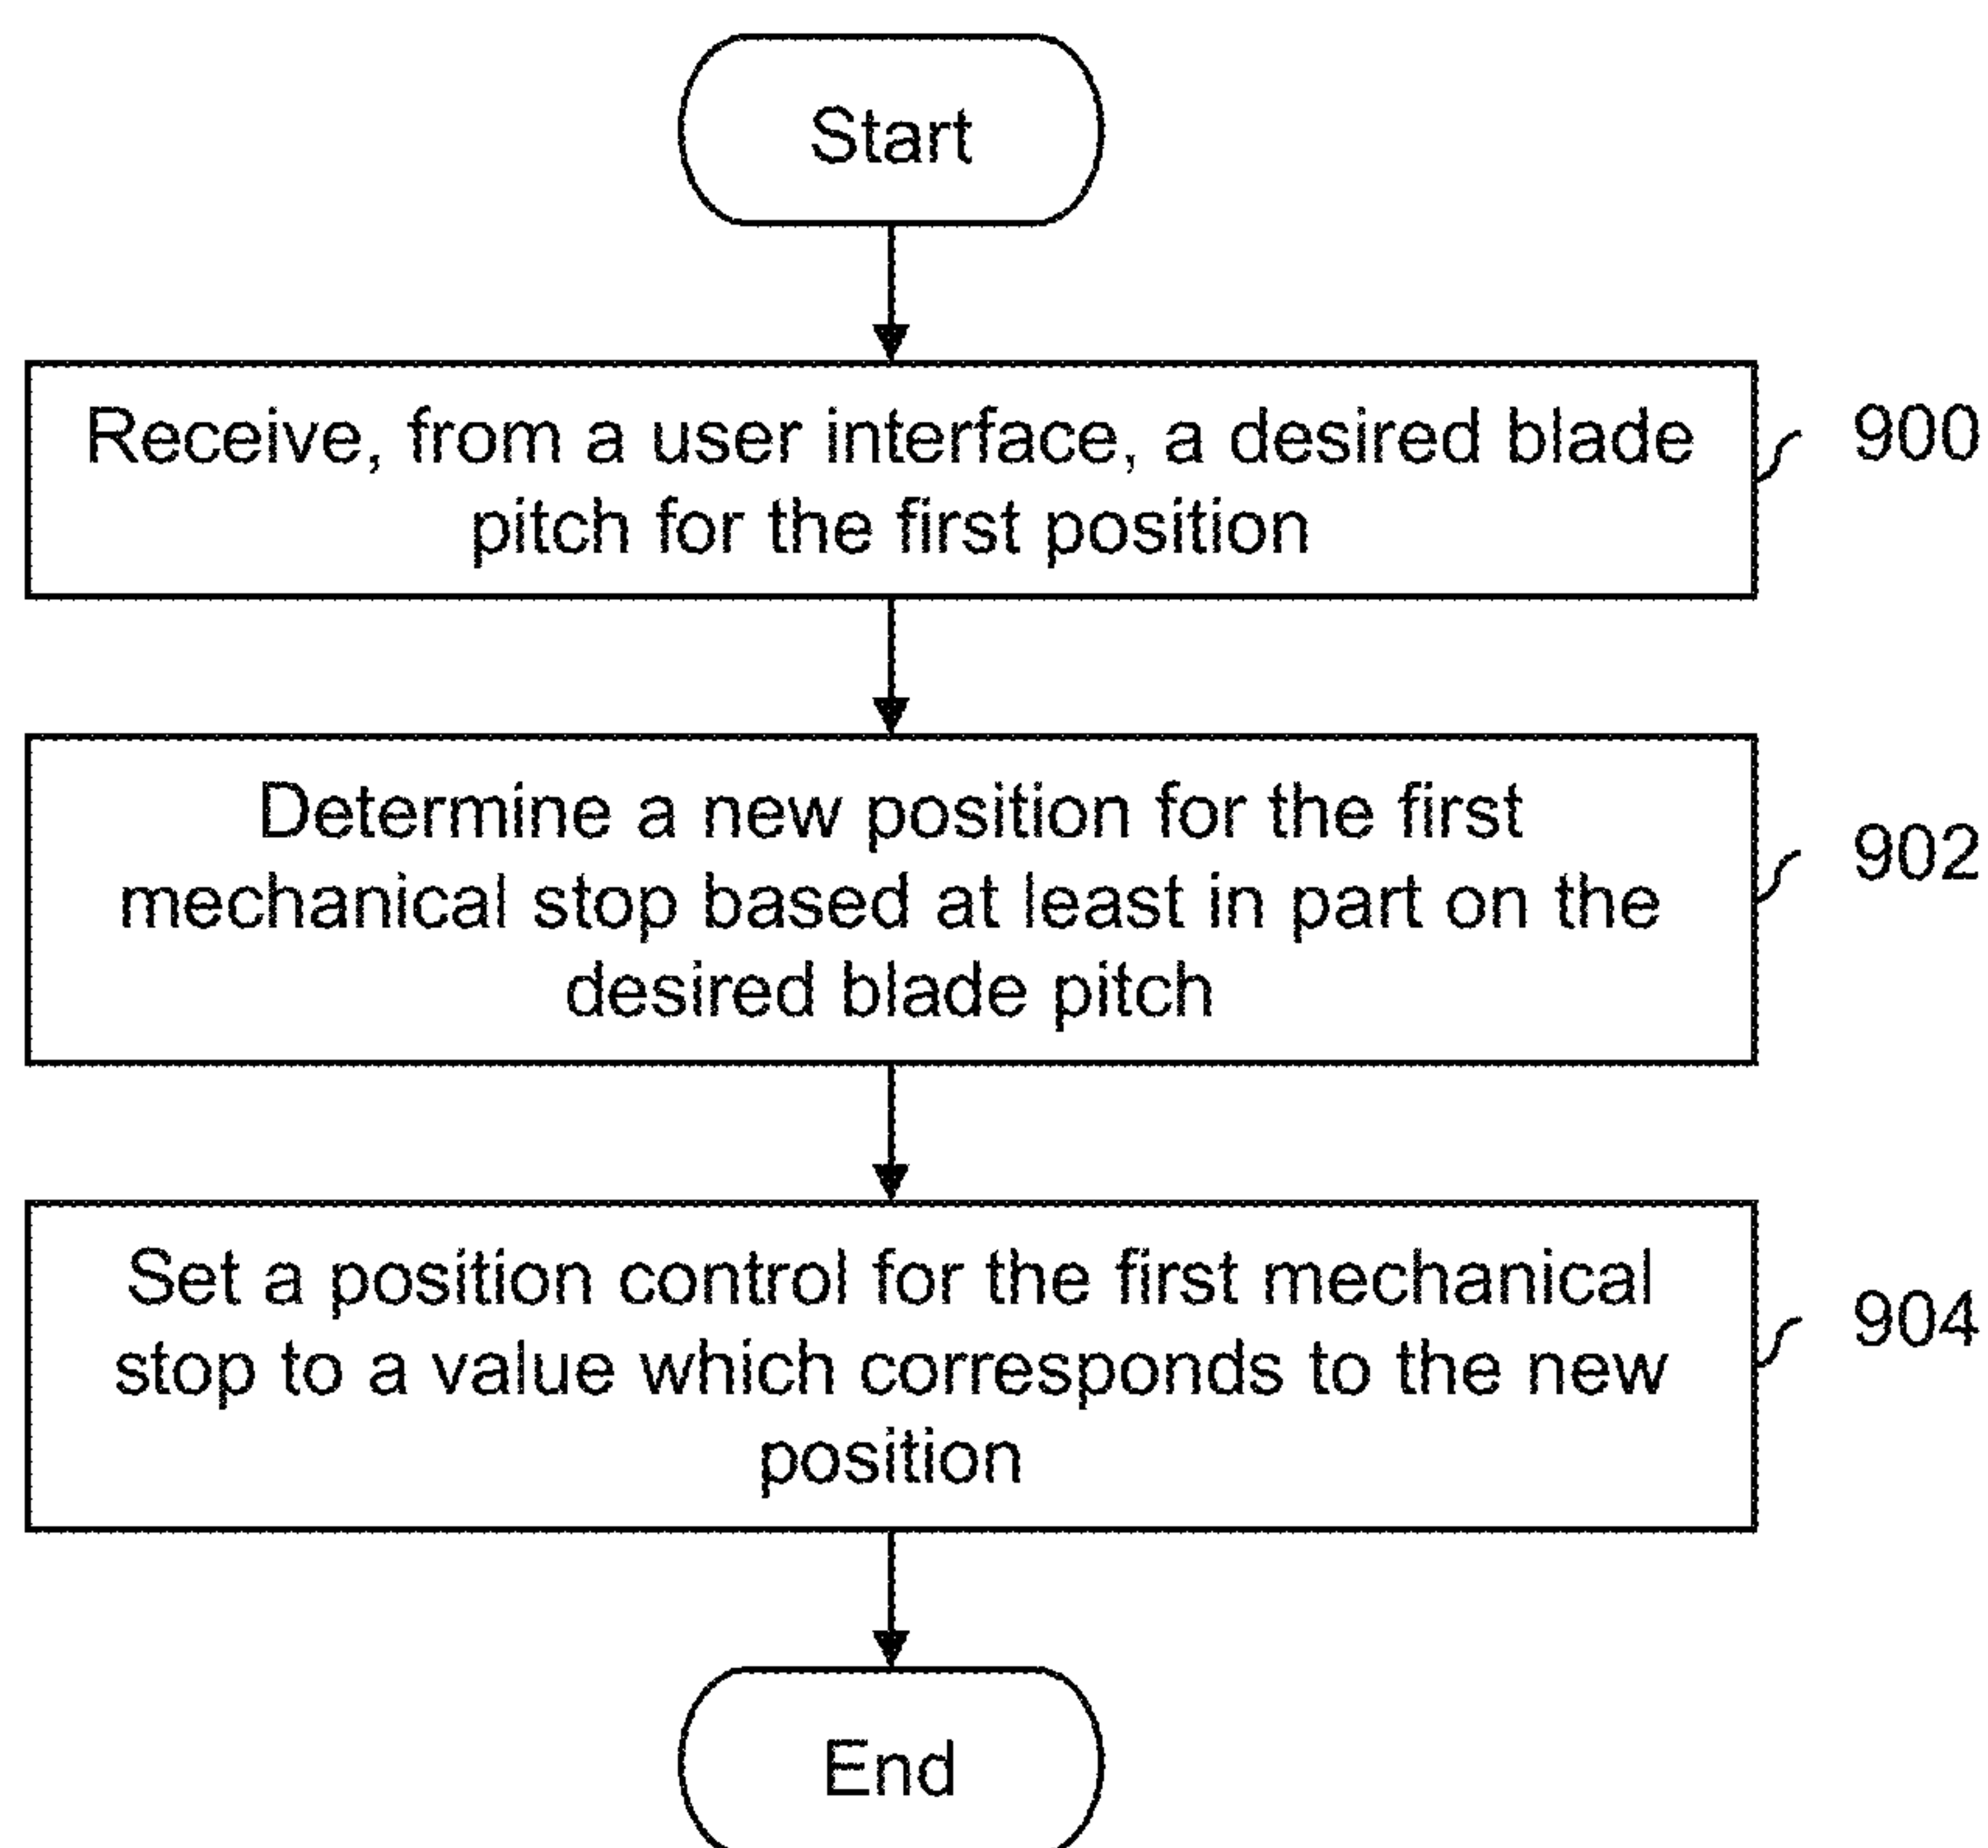 Start
Receive, from a user interface, a desired blade
pitch for the first position
900
Determine a new position for the first
mechanical stop based at least in part on the
desired blade pitch
902
Set a position control for the first mechanical
stop to a value which corresponds to the new
position
904
End